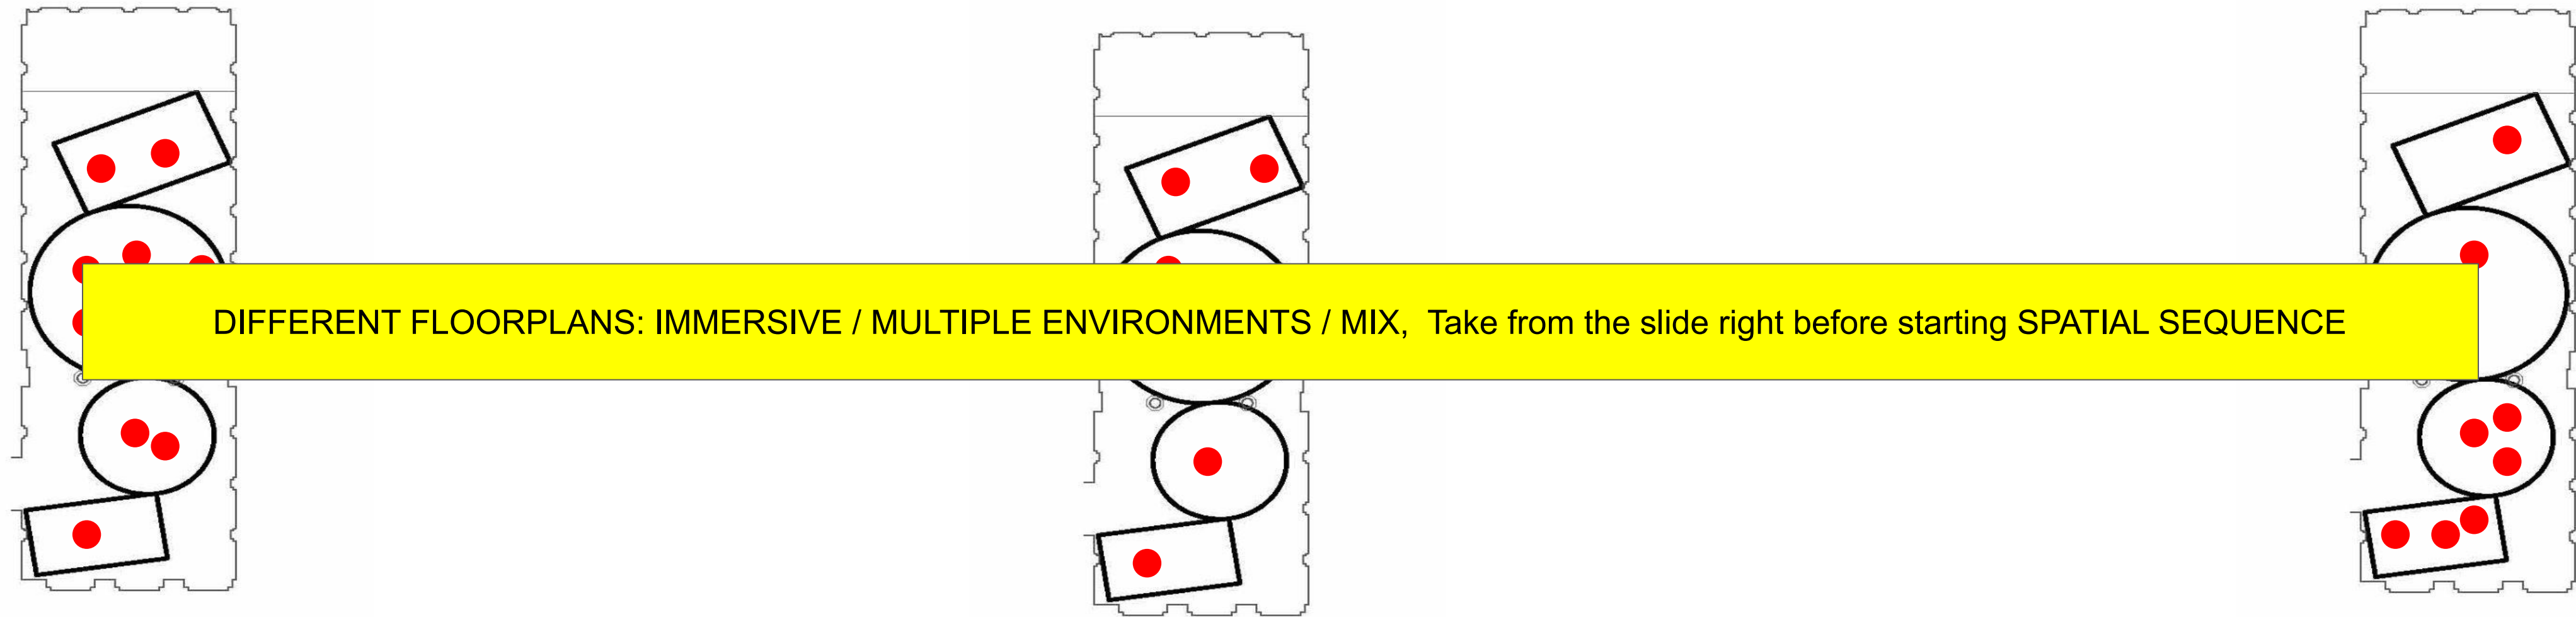 DIFFERENT FLOORPLANS: IMMERSIVE / MULTIPLE ENVIRONMENTS / MIX,  Take from the slide right before starting SPATIAL SEQUENCE